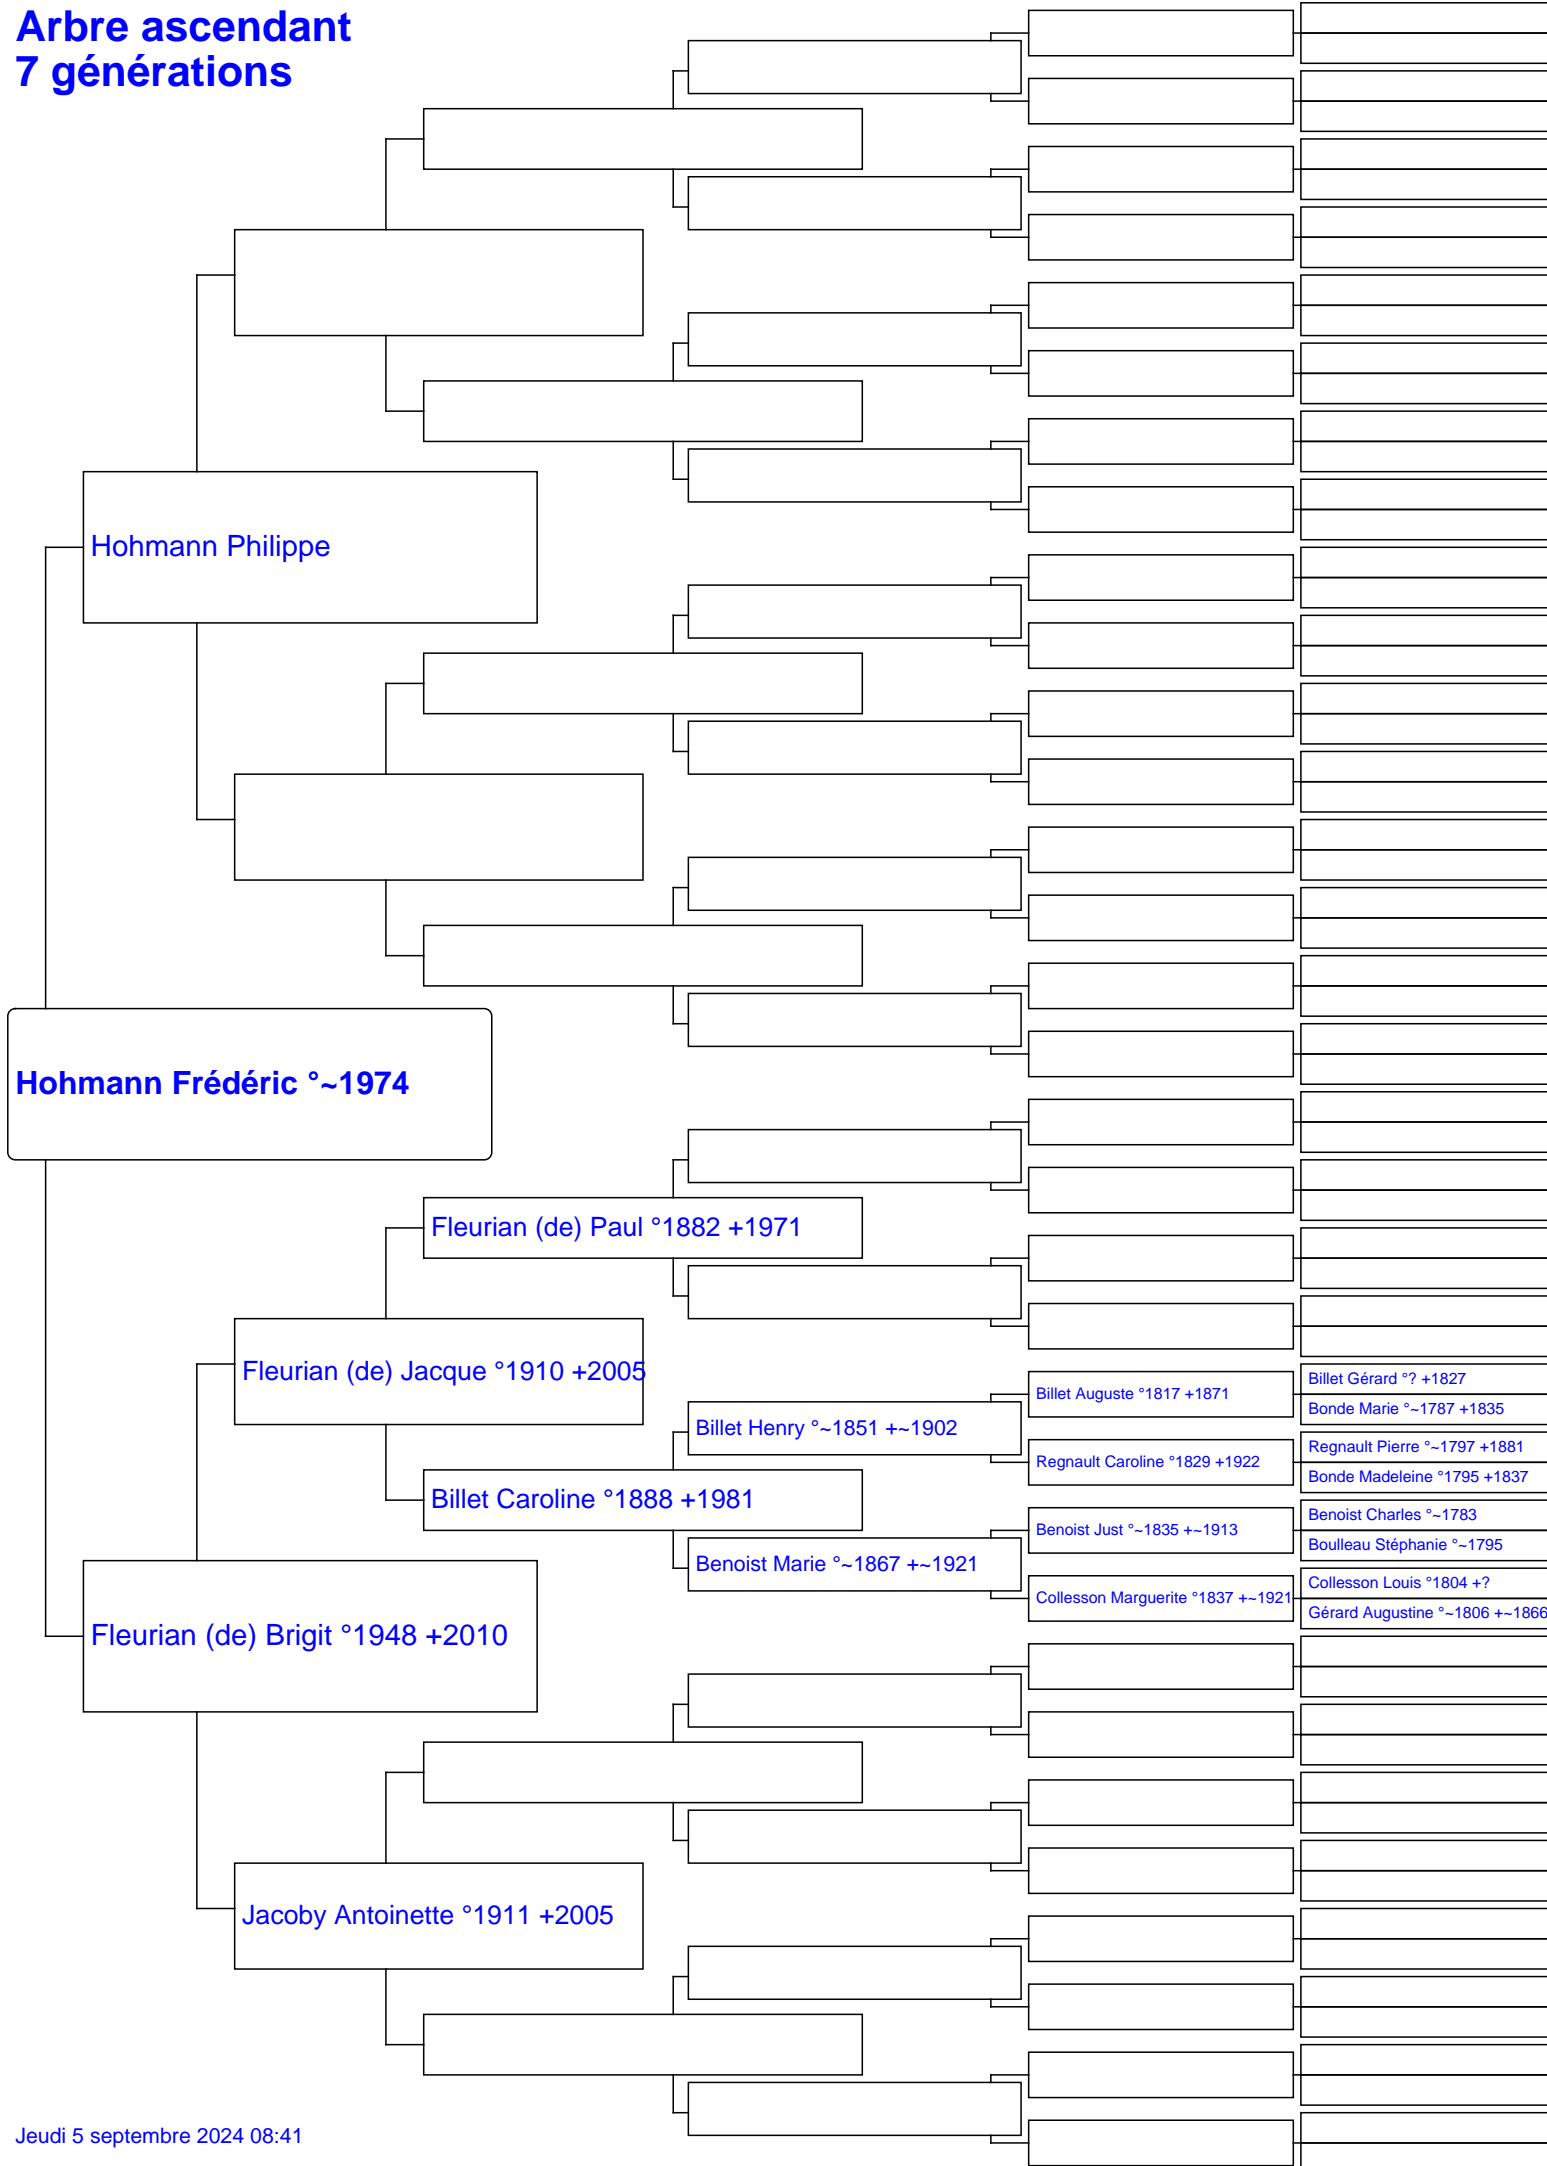 Arbre ascendant
7 générations
Hohmann Philippe
Hohmann Frédéric °~1974
Fleurian (de) Paul °1882 +1971
Fleurian (de) Jacque °1910 +2005
Billet Auguste °1817 +1871
Billet Gérard °? +1827
Bonde Marie °~1787 +1835
Billet Henry °~1851 +~1902
Regnault Caroline °1829 +1922
Regnault Pierre °~1797 +1881
Bonde Madeleine °1795 +1837
Billet Caroline °1888 +1981
Benoist Just °~1835 +~1913
Benoist Charles °~1783
Boulleau Stéphanie °~1795
Benoist Marie °~1867 +~1921
Collesson Marguerite °1837 +~1921
Collesson Louis °1804 +?
Gérard Augustine °~1806 +~1866
Fleurian (de) Brigit °1948 +2010
Jacoby Antoinette °1911 +2005
Jeudi 5 septembre 2024 08:41